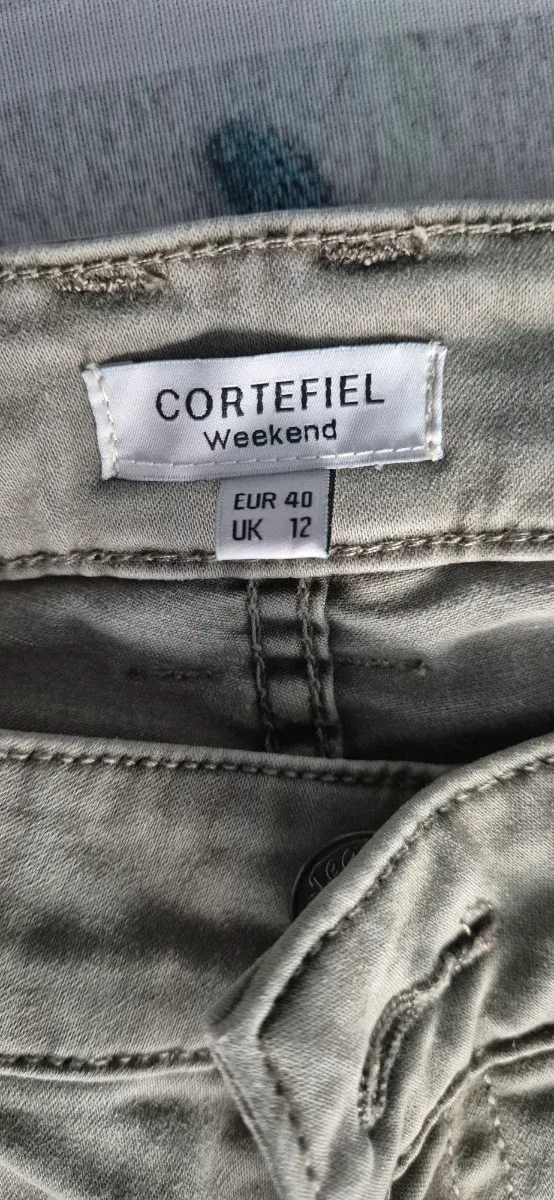 CORTEFIEL
Weekend
EUR 40
UK 12